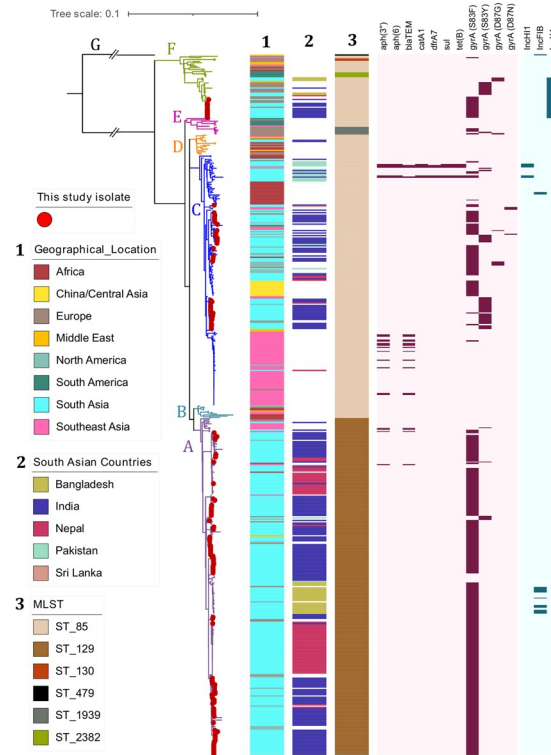 Tree scale: 0.1
1
2
3
aph(3")
aph(6)
blaTEM
catA1
dfrA7
sul
tet(B)
gyrA (S83F)
gyrA (S83Y)
gyrA (D87G)
gyrA (D87N)
IncHI1
IncFIB
G
F
E
D
C
B
A
This study isolate
1 Geographical_Location
Africa
China/Central Asia
Europe
Middle East
North America
South America
South Asia
Southeast Asia
2 South Asian Countries
Bangladesh
India
Nepal
Pakistan
Sri Lanka
3 MLST
ST_85
ST_129
ST_130
ST_479
ST_1939
ST_2382